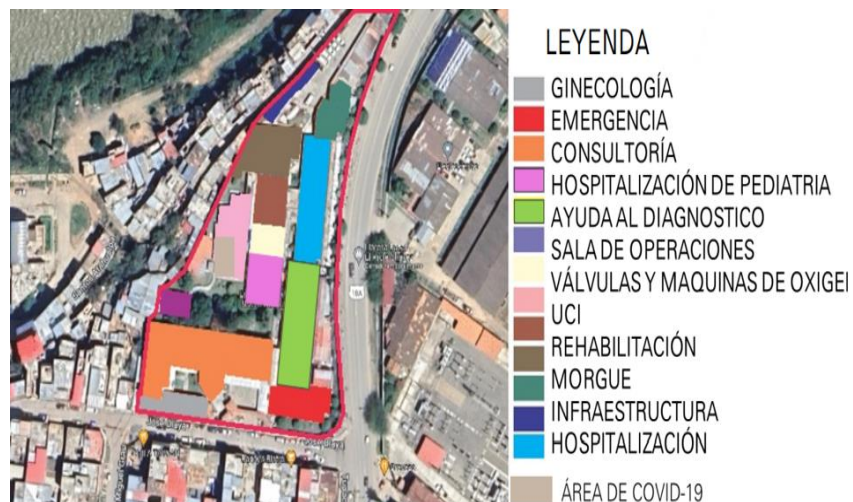 LEYENDA
GINECOLOGÍA
EMERGENCIA
CONSULTORÍA
HOSPITALIZACIÓN DE PEDIATRIA
AYUDA AL DIAGNOSTICO
SALA DE OPERACIONES
VÁLVULAS Y MAQUINAS DE OXIGEI
UCI
REHABILITACIÓN
MORGUE
INFRAESTRUCTURA
HOSPITALIZACIÓN
ÁREA DE COVID-19